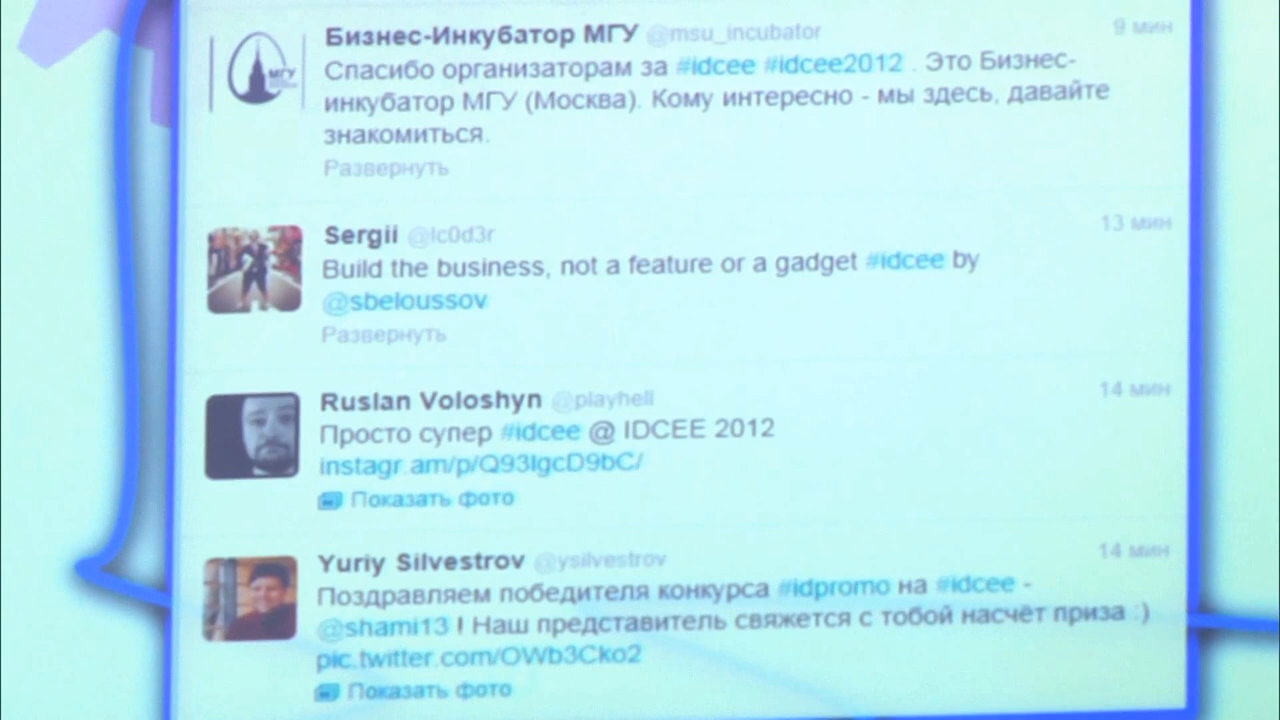 Бизнес-Инкубатор МГУ @msu_incubator 9 мин
МГУ
Спасибо организаторам за #idcee #idcee2012 . Это Бизнес-
инкубатор МГУ (Москва). Кому интересно - мы здесь, давайте
знакомиться.
Развернуть
Sergii @lc0d3r 13 мин
Build the business, not a feature or a gadget #idcee by
@sbeloussov
Развернуть
Ruslan Voloshyn @playhell 14 мин
Просто супер #idcee @ IDCEE 2012
instagr.am/p/Q93IgcD9bC/
Показать фото
Yuriy Silvestrov @ysilvestrov 14 мин
Поздравляем победителя конкурса #idpromo на #idcee -
@shami13 ! Наш представитель свяжется с тобой насчёт приза :)
pic.twitter.com/OWb3Cko2
Показать фото